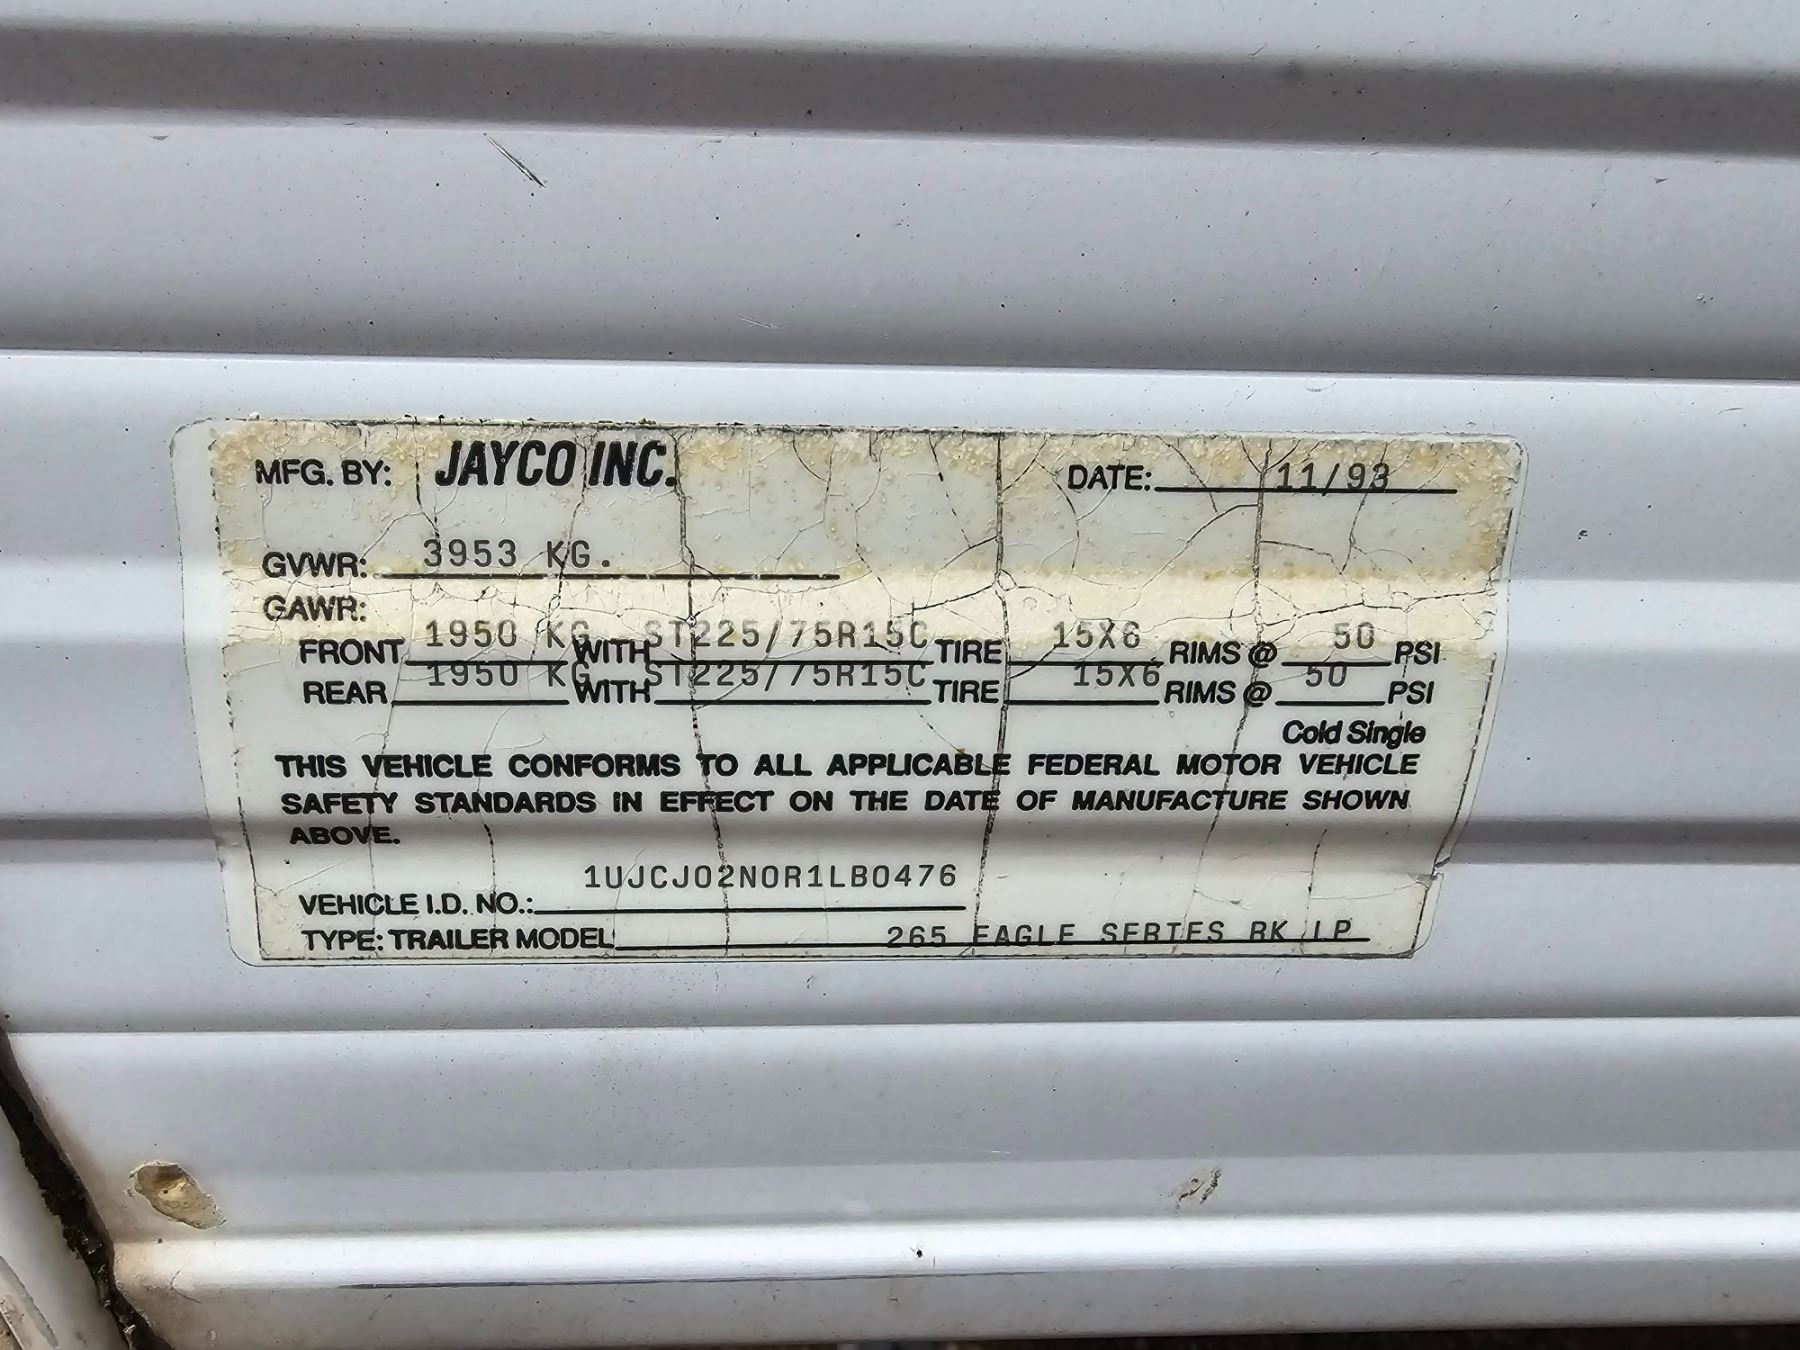 MFG. BY: JAYCO INC. DATE: 11/93
GVWR: 3953 KG.
GAWR:
FRONT 1950 KG WITH ST225/75R15C TIRE 15X6 RIMS @ 50 PSI
REAR 1950 KG WITH ST225/75R15C TIRE 15X6 RIMS @ 50 PSI
Cold Single
THIS VEHICLE CONFORMS TO ALL APPLICABLE FEDERAL MOTOR VEHICLE
SAFETY STANDARDS IN EFFECT ON THE DATE OF MANUFACTURE SHOWN
ABOVE.
VEHICLE I.D. NO.: 1UJCJ02N0R1LB0476
TYPE: TRAILER MODEL 265 EAGLE SERIES